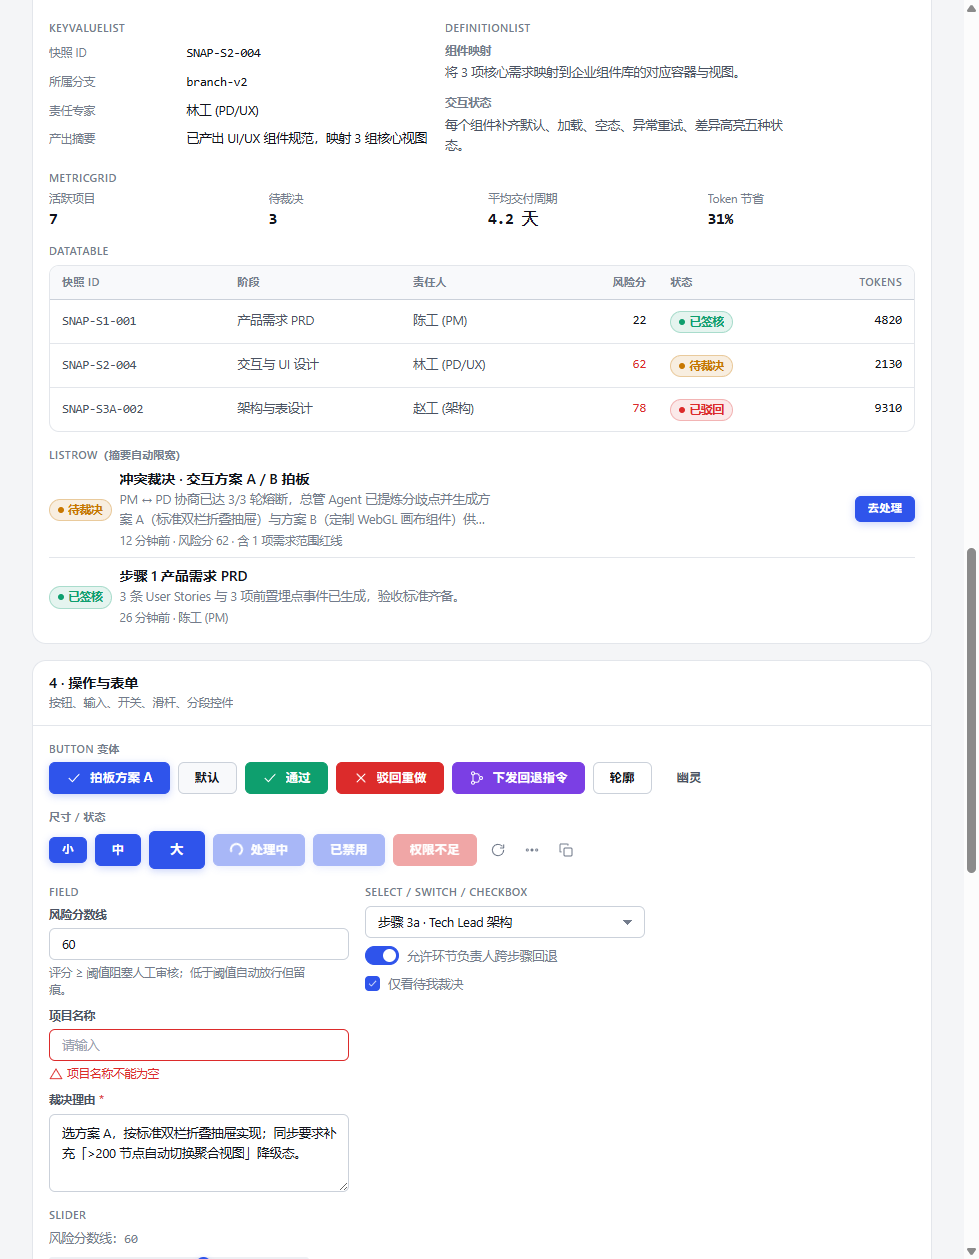 KEYVALUELIST
快照 ID SNAP-S2-004
所属分支 branch-v2
责任专家 林工 (PD/UX)
产出摘要 已产出 UI/UX 组件规范，映射 3 组核心视图
DEFINITIONLIST
组件映射
将 3 项核心需求映射到企业组件库的对应容器与视图。
交互状态
每个组件补齐默认、加载、空态、异常重试、差异高亮五种状
态。
METRICGRID
活跃项目 待裁决 平均交付周期 Token 节省
7 3 4.2 天 31%
DATATABLE
快照 ID 阶段 责任人 风险分 状态 TOKENS
SNAP-S1-001 产品需求 PRD 陈工 (PM) 22 已签核 4820
SNAP-S2-004 交互与 UI 设计 林工 (PD/UX) 62 待裁决 2130
SNAP-S3A-002 架构与表设计 赵工 (架构) 78 已驳回 9310
LISTROW（摘要自动限宽）
待裁决
冲突裁决 · 交互方案 A / B 拍板
PM ↔ PD 协商已达 3/3 轮熔断，总管 Agent 已提炼分歧点并生成方
案 A（标准双栏折叠抽屉）与方案 B（定制 WebGL 画布组件）供...
12 分钟前 · 风险分 62 · 含 1 项需求范围红线
去处理
已签核
步骤 1 产品需求 PRD
3 条 User Stories 与 3 项前置埋点事件已生成，验收标准齐备。
26 分钟前 · 陈工 (PM)
4 · 操作与表单
按钮、输入、开关、滑杆、分段控件
BUTTON 变体
拍板方案 A 默认 通过 驳回重做 下发回退指令 轮廓 幽灵
尺寸 / 状态
小 中 大 处理中 已禁用 权限不足
FIELD
风险分数线
60
评分 ≥ 阈值阻塞人工审核；低于阈值自动放行但留
痕。
项目名称
请输入
项目名称不能为空
裁决理由 *
选方案 A，按标准双栏折叠抽屉实现；同步要求补
充「>200 节点自动切换聚合视图」降级态。
SELECT / SWITCH / CHECKBOX
步骤 3a · Tech Lead 架构
允许环节负责人跨步骤回退
仅看待我裁决
SLIDER
风险分数线：60